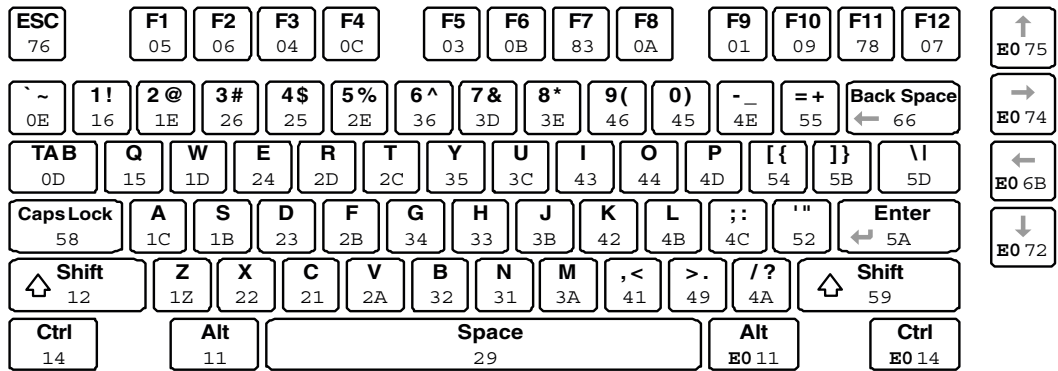 ESC F1 F2 F3 F4 F5 F6 F7 F8 F9 F10 F11 F12 ↑
76 05 06 04 0C 03 0B 83 0A 01 09 78 07 E0 75
` ~ 1! 2@ 3# 4$ 5% 6^ 7& 8* 9( 0) -_ =+ Back Space →
0E 16 1E 26 25 2E 36 3D 3E 46 45 4E 55 ← 66 E0 74
TAB Q W E R T Y U I O P [{ ]} \| ←
0D 15 1D 24 2D 2C 35 3C 43 44 4D 54 5B 5D E0 6B
Caps Lock A S D F G H J K L ;: '" Enter ↓
58 1C 1B 23 2B 34 33 3B 42 4B 4C 52 ↵ 5A E0 72
⇧ Shift Z X C V B N M ,< >. /? ⇧ Shift
12 1Z 22 21 2A 32 31 3A 41 49 4A 59
Ctrl Alt Space Alt Ctrl
14 11 29 E0 11 E0 14